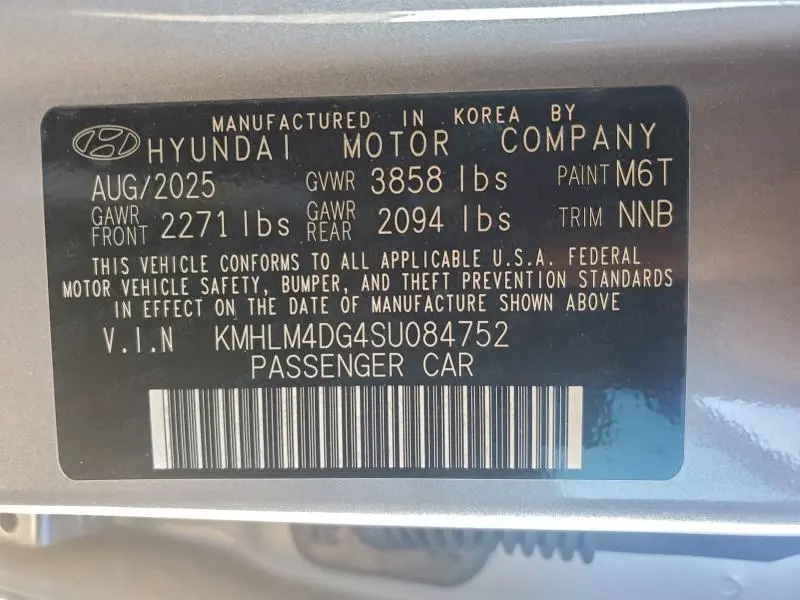 MANUFACTURED IN KOREA BY
HYUNDAI MOTOR COMPANY
AUG/2025 GVWR 3858 lbs PAINT M6T
GAWR FRONT 2271 lbs GAWR REAR 2094 lbs TRIM NNB
THIS VEHICLE CONFORMS TO ALL APPLICABLE U.S.A. FEDERAL
MOTOR VEHICLE SAFETY, BUMPER, AND THEFT PREVENTION STANDARDS
IN EFFECT ON THE DATE OF MANUFACTURE SHOWN ABOVE
V.I.N KMHLM4DG4SU084752
PASSENGER CAR